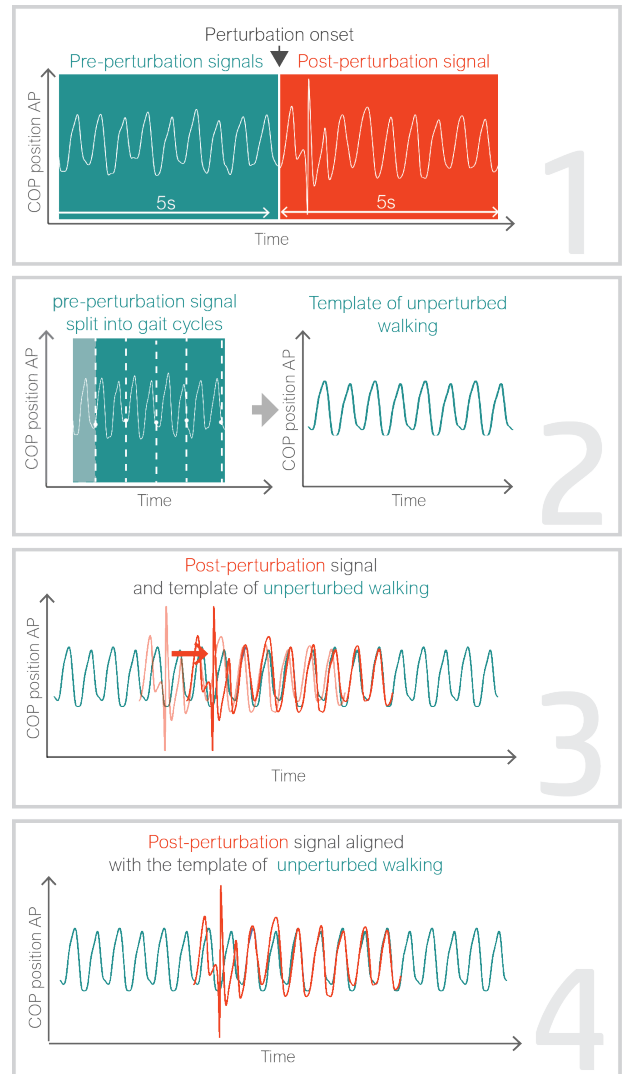 Perturbation onset
Pre-perturbation signals
Post-perturbation signal
COP position AP
5s
5s
Time
1
pre-perturbation signal
split into gait cycles
Template of unperturbed
walking
COP position AP
COP position AP
Time
Time
2
Post-perturbation signal
and template of unperturbed walking
COP position AP
Time
3
Post-perturbation signal aligned
with the template of unperturbed walking
COP position AP
Time
4